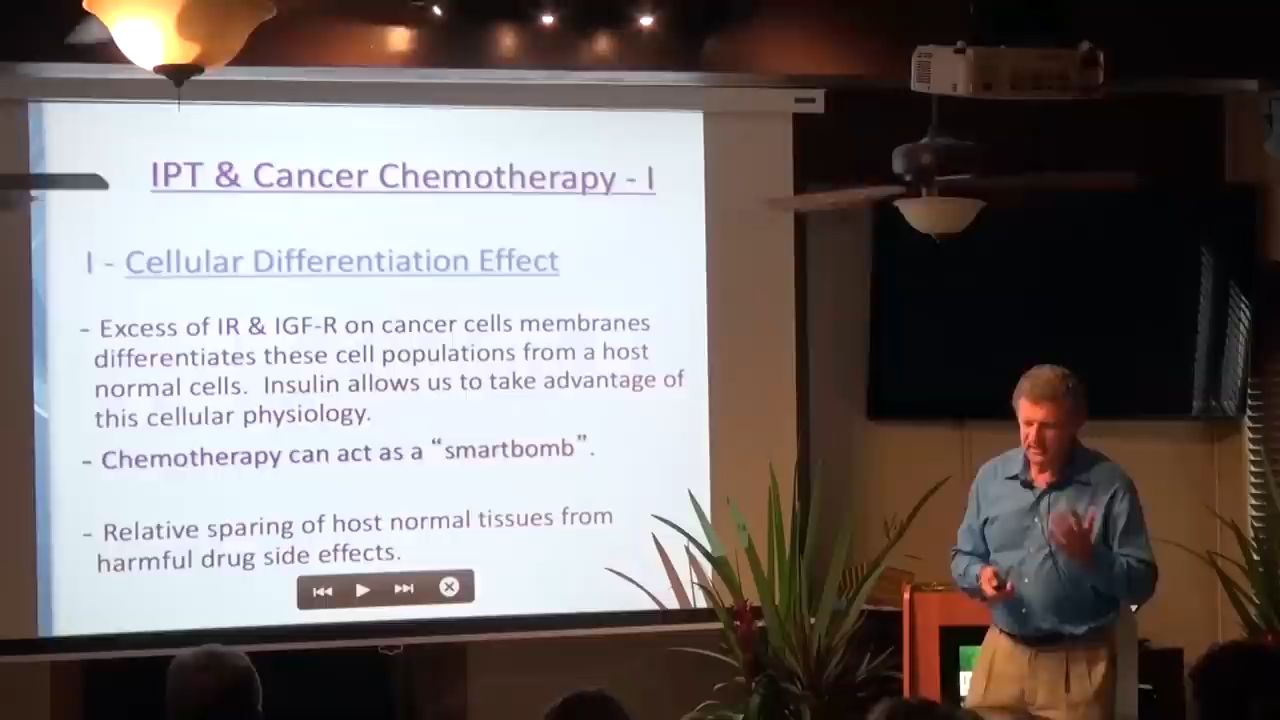 IPT & Cancer Chemotherapy - I
I - Cellular Differentiation Effect
- Excess of IR & IGF-R on cancer cells membranes
differentiates these cell populations from a host
normal cells. Insulin allows us to take advantage of
this cellular physiology.
- Chemotherapy can act as a “smartbomb”.
- Relative sparing of host normal tissues from
harmful drug side effects.